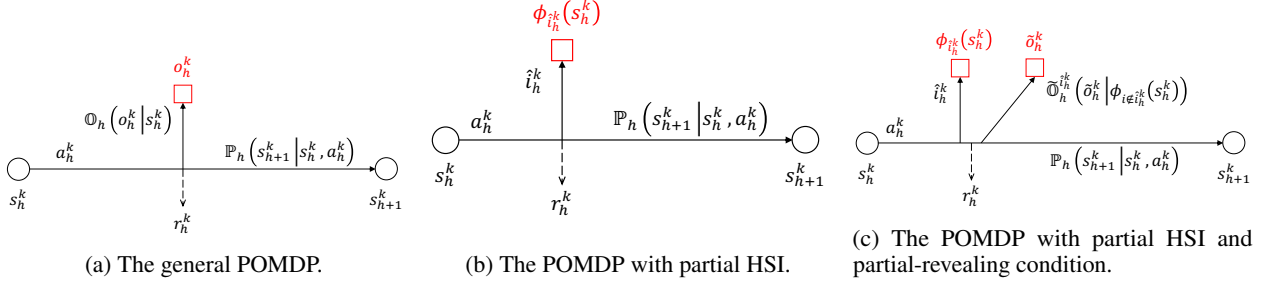 o_h^k
𝕆_h (o_h^k | s_h^k)
a_h^k
ℙ_h (s_{h+1}^k | s_h^k, a_h^k)
s_h^k
s_{h+1}^k
r_h^k
(a) The general POMDP.
ϕ_{î_h^k}(s_h^k)
î_h^k
a_h^k
ℙ_h (s_{h+1}^k | s_h^k, a_h^k)
s_h^k
s_{h+1}^k
r_h^k
(b) The POMDP with partial HSI.
ϕ_{î_h^k}(s_h^k)
õ_h^k
î_h^k
𝕆̃_h^{î_h^k} (õ_h^k | ϕ_{i∉î_h^k}(s_h^k))
a_h^k
ℙ_h (s_{h+1}^k | s_h^k, a_h^k)
s_h^k
s_{h+1}^k
r_h^k
(c) The POMDP with partial HSI and
partial-revealing condition.